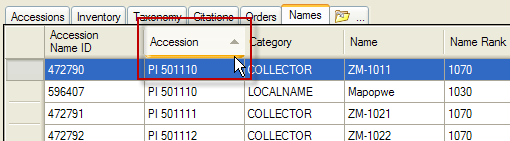 Accessions Inventory Taxonomy Citations Orders Names ...
Accession Name ID Accession Category Name Name Rank
472790 PI 501110 COLLECTOR ZM-1011 1070
596407 PI 501110 LOCALNAME Mapopwe 1030
472791 PI 501111 COLLECTOR ZM-1021 1070
472792 PI 501112 COLLECTOR ZM-1022 1070